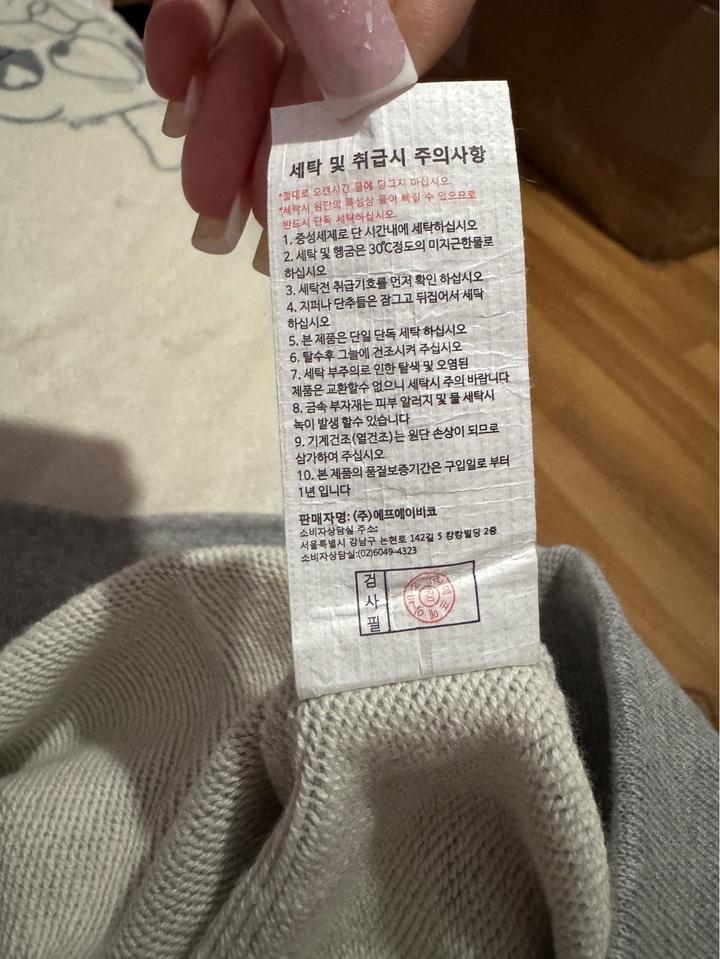 세탁 및 취급시 주의사항
*절대로 오랜시간 물에 담그지 마십시오.
*세탁시 원단의 특성상 물이 빠질 수 있으므로
반드시 단독 세탁하십시오.
1. 중성세제로 단 시간내에 세탁하십시오
2. 세탁 및 헹굼은 30℃정도의 미지근한물로
하십시오
3. 세탁전 취급기호를 먼저 확인 하십시오
4. 지퍼나 단추들은 잠그고 뒤집어서 세탁
하십시오
5. 본 제품은 단일 단독 세탁 하십시오
6. 탈수후 그늘에 건조시켜 주십시오
7. 세탁 부주의로 인한 탈색 및 오염된
제품은 교환할수 없으니 세탁시 주의 바랍니다
8. 금속 부자재는 피부 알러지 및 물 세탁시
녹이 발생 할수 있습니다
9. 기계건조(열건조)는 원단 손상이 되므로
삼가하여 주십시오
10. 본 제품의 품질보증기간은 구입일로 부터
1년 입니다
판매자명: (주)에프에이비코
소비자상담실 주소:
서울특별시 강남구 논현로 142길 5 캉캉빌딩 2층
소비자상담실:(02)6049-4323
검사필
검